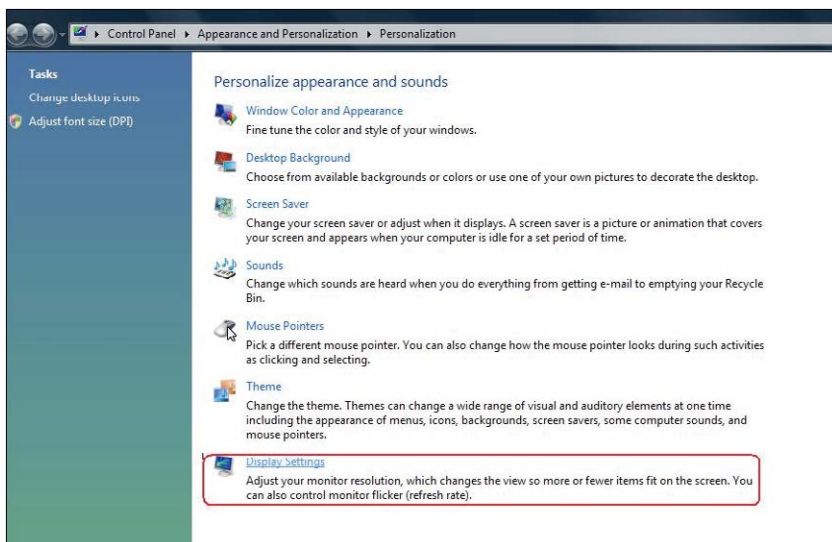 Control Panel ▸ Appearance and Personalization ▸ Personalization
Tasks
Change desktop icons
Adjust font size (DPI)
Personalize appearance and sounds
Window Color and Appearance
Fine tune the color and style of your windows.
Desktop Background
Choose from available backgrounds or colors or use one of your own pictures to decorate the desktop.
Screen Saver
Change your screen saver or adjust when it displays. A screen saver is a picture or animation that covers
your screen and appears when your computer is idle for a set period of time.
Sounds
Change which sounds are heard when you do everything from getting e-mail to emptying your Recycle
Bin.
Mouse Pointers
Pick a different mouse pointer. You can also change how the mouse pointer looks during such activities
as clicking and selecting.
Theme
Change the theme. Themes can change a wide range of visual and auditory elements at one time
including the appearance of menus, icons, backgrounds, screen savers, some computer sounds, and
mouse pointers.
Display Settings
Adjust your monitor resolution, which changes the view so more or fewer items fit on the screen. You
can also control monitor flicker (refresh rate).